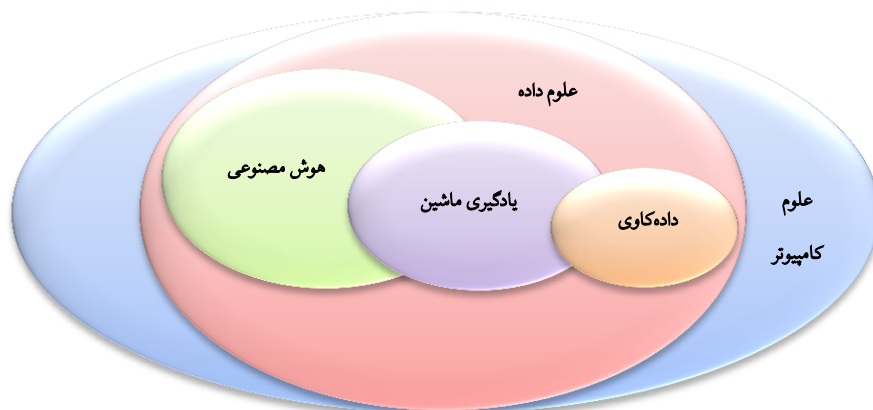 علوم داده
هوش مصنوعی
یادگیری ماشین
داده‌کاوی
علوم
کامپیوتر